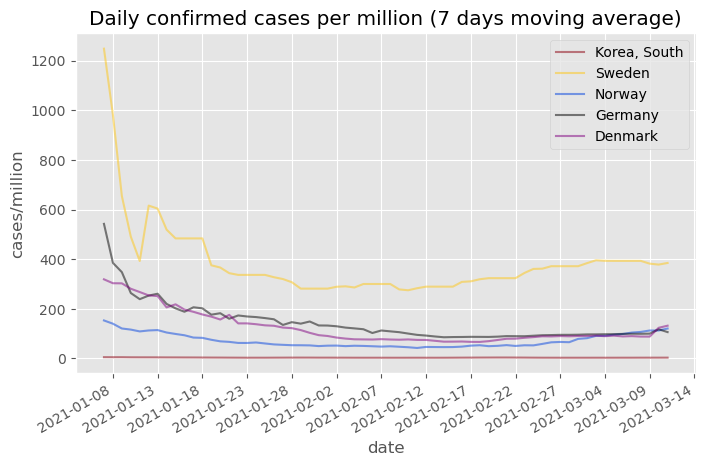 Daily confirmed cases per million (7 days moving average)
Korea, South
Sweden
Norway
Germany
Denmark
cases/million
1200
1000
800
600
400
200
0
2021-01-08
2021-01-13
2021-01-18
2021-01-23
2021-01-28
2021-02-02
2021-02-07
2021-02-12
2021-02-17
2021-02-22
2021-02-27
2021-03-04
2021-03-09
2021-03-14
date